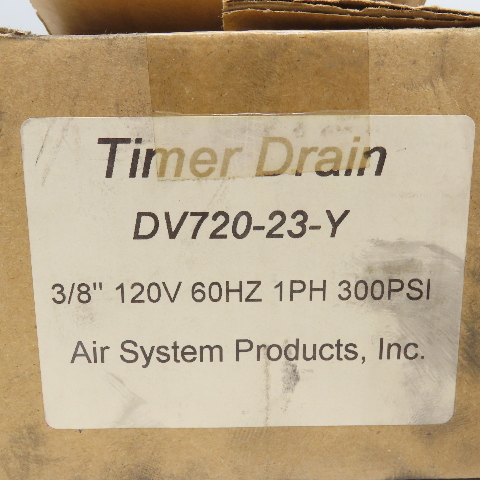 Timer Drain
DV720-23-Y
3/8" 120V 60HZ 1PH 300PSI
Air System Products, Inc.